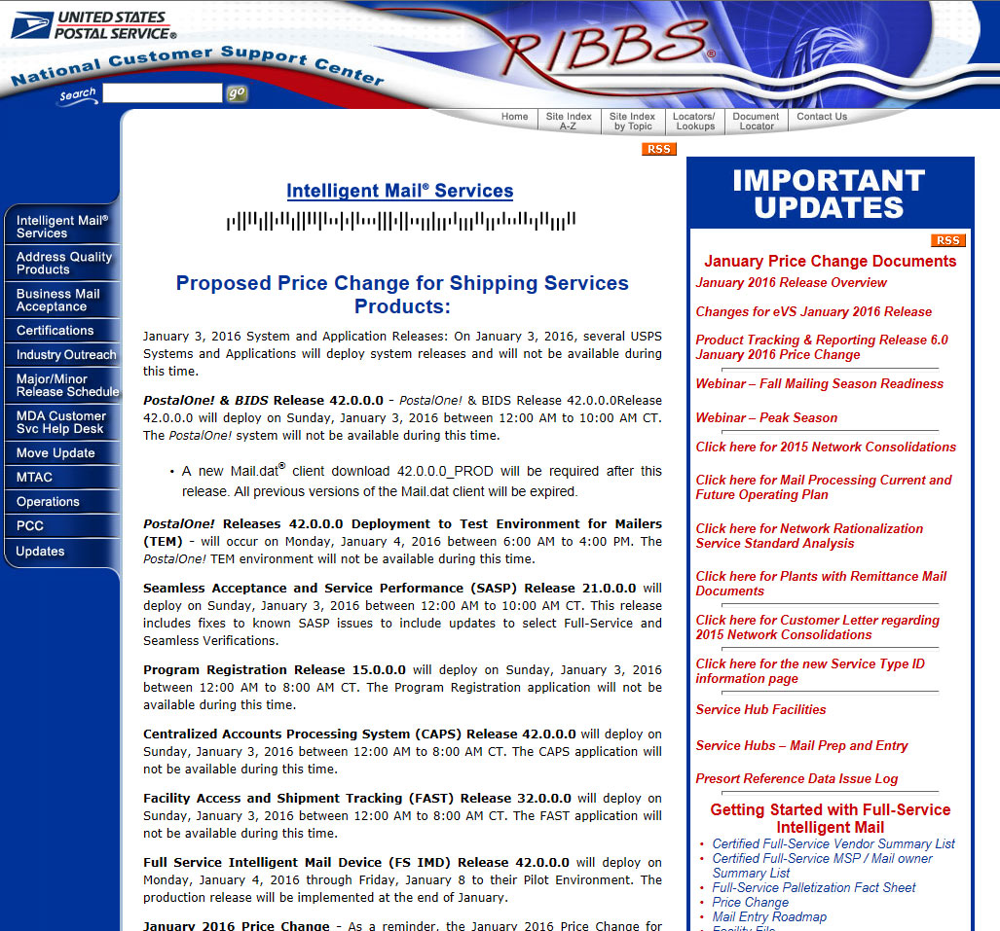 UNITED STATES
POSTAL SERVICE®
National Customer Support Center
RIBBS®
Search
go
Home
Site Index
A-Z
Site Index
by Topic
Locators/
Lookups
Document
Locator
Contact Us
Intelligent Mail®
Services
Address Quality
Products
Business Mail
Acceptance
Certifications
Industry Outreach
Major/Minor
Release Schedule
MDA Customer
Svc Help Desk
Move Update
MTAC
Operations
PCC
Updates
RSS
Intelligent Mail® Services
Proposed Price Change for Shipping Services
Products:
January 3, 2016 System and Application Releases: On January 3, 2016, several USPS
Systems and Applications will deploy system releases and will not be available during
this time.
PostalOne! & BIDS Release 42.0.0.0 - PostalOne! & BIDS Release 42.0.0.0Release
42.0.0.0 will deploy on Sunday, January 3, 2016 between 12:00 AM to 10:00 AM CT.
The PostalOne! system will not be available during this time.
• A new Mail.dat® client download 42.0.0.0_PROD will be required after this
release. All previous versions of the Mail.dat client will be expired.
PostalOne! Releases 42.0.0.0 Deployment to Test Environment for Mailers
(TEM) - will occur on Monday, January 4, 2016 between 6:00 AM to 4:00 PM. The
PostalOne! TEM environment will not be available during this time.
Seamless Acceptance and Service Performance (SASP) Release 21.0.0.0 will
deploy on Sunday, January 3, 2016 between 12:00 AM to 10:00 AM CT. This release
includes fixes to known SASP issues to include updates to select Full-Service and
Seamless Verifications.
Program Registration Release 15.0.0.0 will deploy on Sunday, January 3, 2016
between 12:00 AM to 8:00 AM CT. The Program Registration application will not be
available during this time.
Centralized Accounts Processing System (CAPS) Release 42.0.0.0 will deploy on
Sunday, January 3, 2016 between 12:00 AM to 8:00 AM CT. The CAPS application will
not be available during this time.
Facility Access and Shipment Tracking (FAST) Release 32.0.0.0 will deploy on
Sunday, January 3, 2016 between 12:00 AM to 8:00 AM CT. The FAST application will
not be available during this time.
Full Service Intelligent Mail Device (FS IMD) Release 42.0.0.0 will deploy on
Monday, January 4, 2016 through Friday, January 8 to their Pilot Environment. The
production release will be implemented at the end of January.
January 2016 Price Change - As a reminder, the January 2016 Price Change for
IMPORTANT
UPDATES
RSS
January Price Change Documents
January 2016 Release Overview
Changes for eVS January 2016 Release
Product Tracking & Reporting Release 6.0
January 2016 Price Change
Webinar – Fall Mailing Season Readiness
Webinar – Peak Season
Click here for 2015 Network Consolidations
Click here for Mail Processing Current and
Future Operating Plan
Click here for Network Rationalization
Service Standard Analysis
Click here for Plants with Remittance Mail
Documents
Click here for Customer Letter regarding
2015 Network Consolidations
Click here for the new Service Type ID
information page
Service Hub Facilities
Service Hubs – Mail Prep and Entry
Presort Reference Data Issue Log
Getting Started with Full-Service
Intelligent Mail
• Certified Full-Service Vendor Summary List
• Certified Full-Service MSP / Mail owner
Summary List
• Full-Service Palletization Fact Sheet
• Price Change
• Mail Entry Roadmap
• Facility File